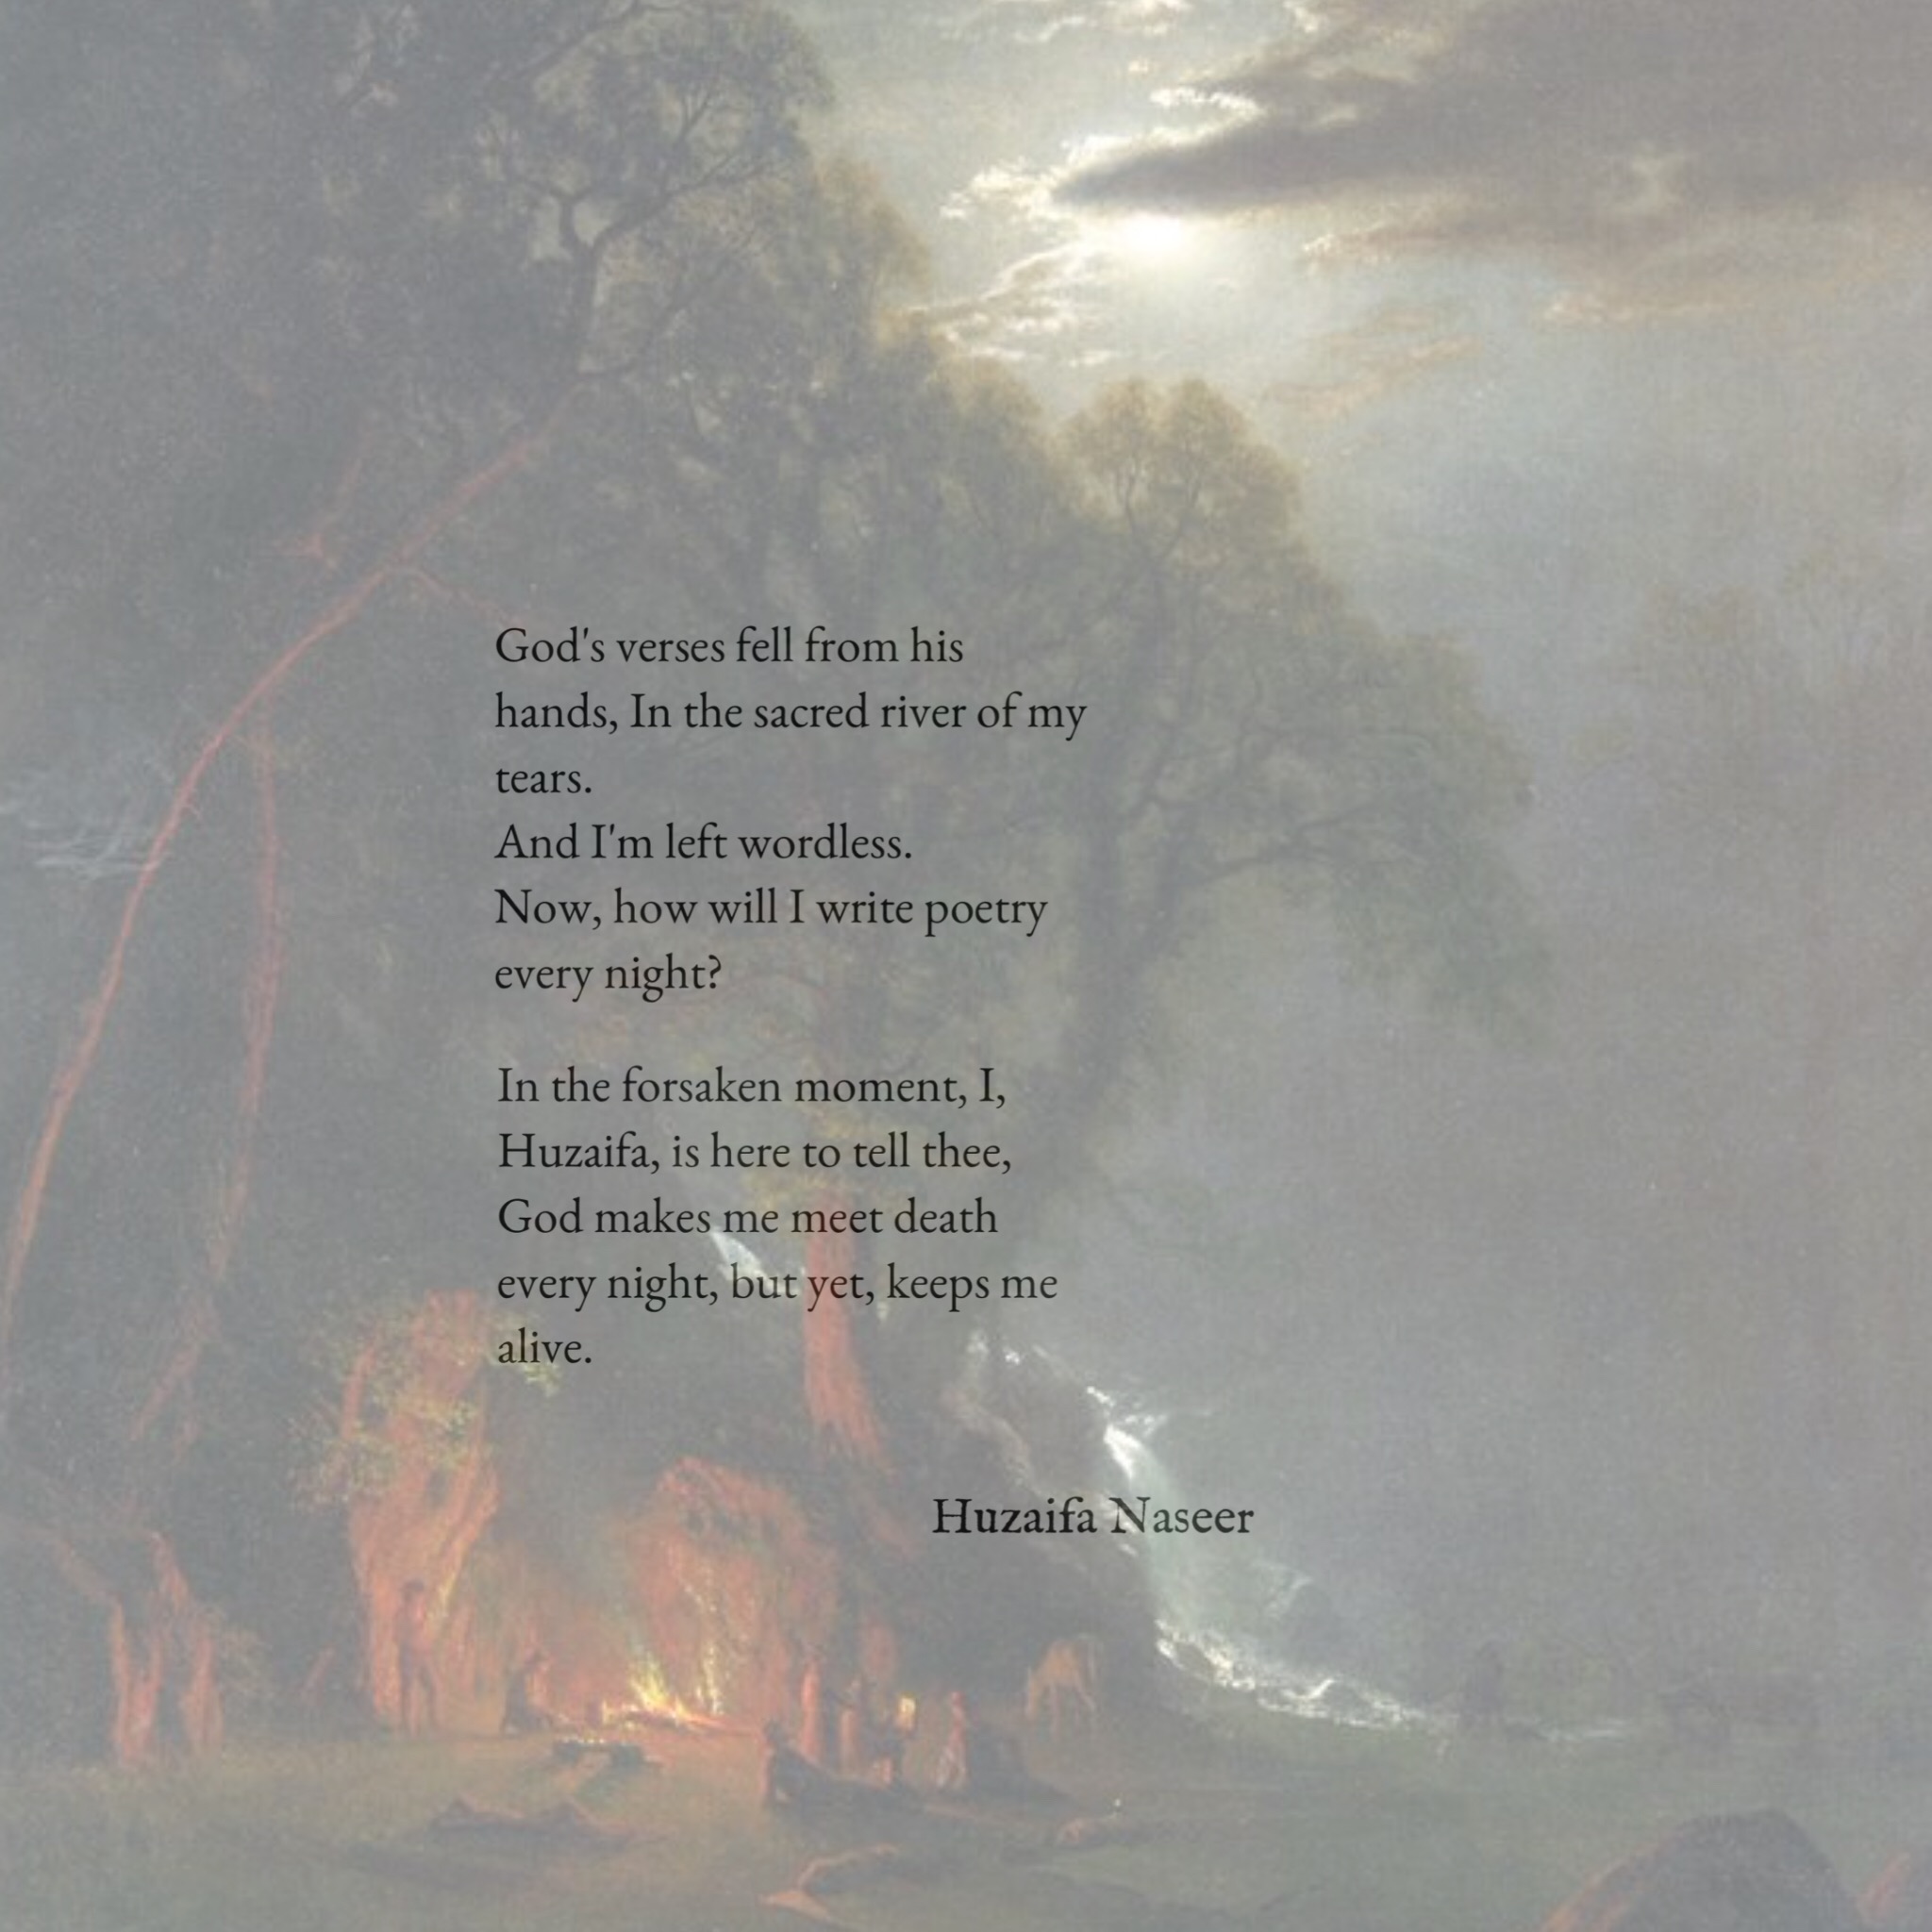 God's verses fell from his
hands, In the sacred river of my
tears.
And I'm left wordless.
Now, how will I write poetry
every night?
In the forsaken moment, I,
Huzaifa, is here to tell thee,
God makes me meet death
every night, but yet, keeps me
alive.
Huzaifa Naseer